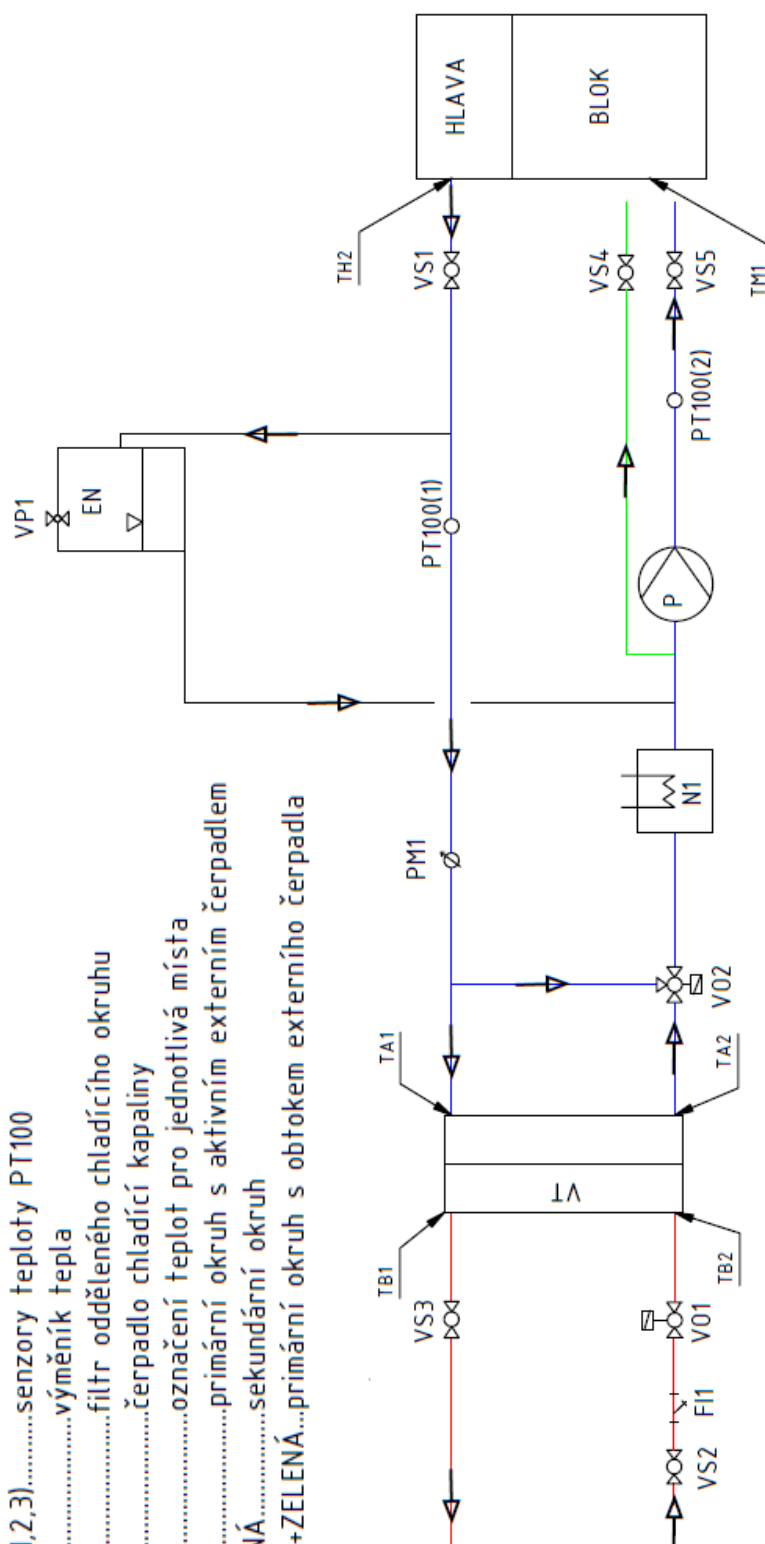 1,2,3)..........senzory teploty PT100
....................výměník tepla
....................filtr odděleného chladícího okruhu
....................čerpadlo chladící kapaliny
....................označení teplot pro jednotlivá místa
....................primární okruh s aktivním externím čerpadlem
NÁ....................sekundární okruh
+ZELENÁ..primární okruh s obtokem externího čerpadla
HLAVA
BLOK
TH2
VS1
VS4
VS5
TM1
VP1
EN
PT100(1)
PT100(2)
P
N1
PM1
VO2
TA1
TA2
VT
TB1
TB2
VS3
VO1
FI1
VS2